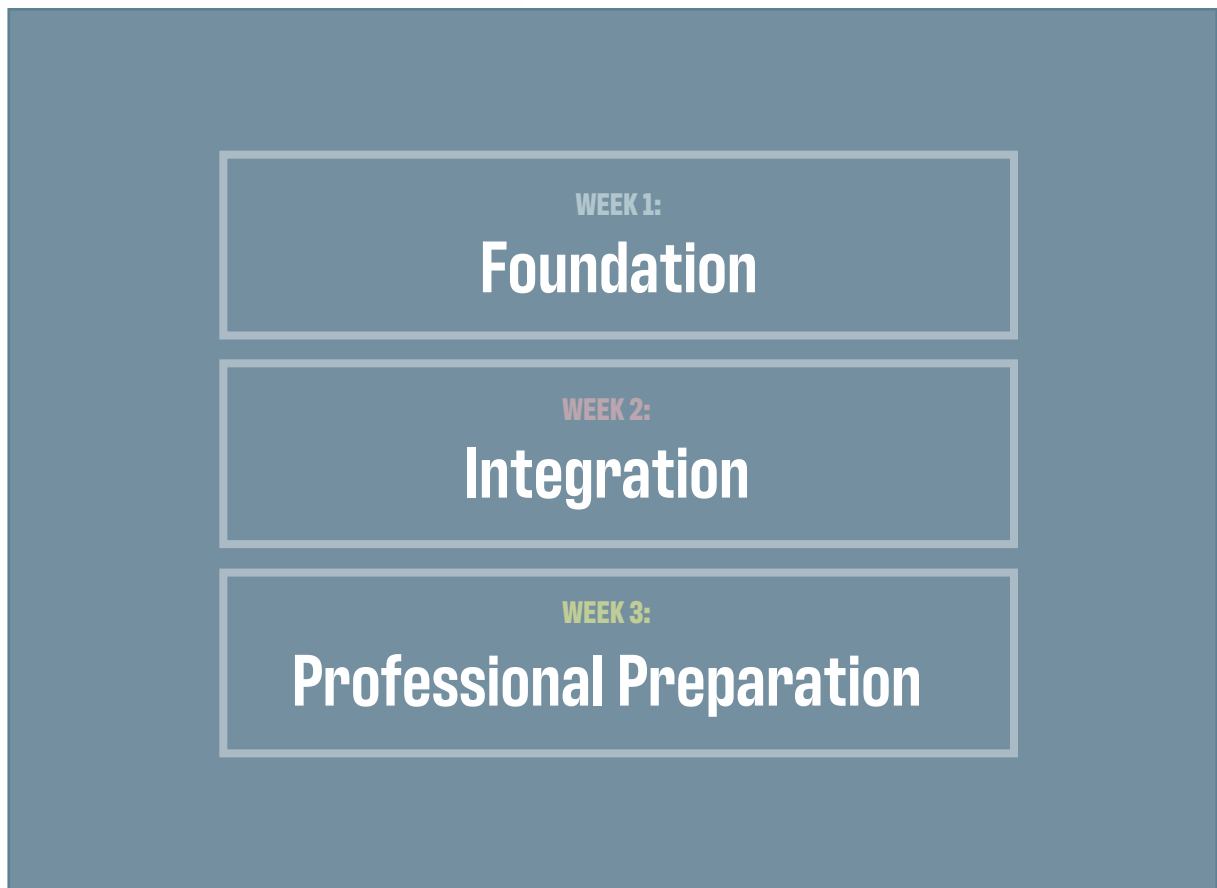 WEEK 1:
Foundation
WEEK 2:
Integration
WEEK 3:
Professional Preparation